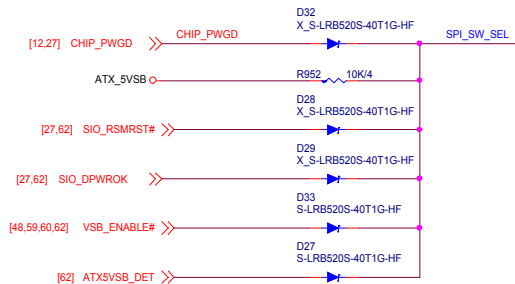 D32
X_S-LRB520S-40T1G-HF
[12,27] CHIP_PWGD CHIP_PWGD SPI_SW_SEL
ATX_5VSB R952 10K/4
D28
X_S-LRB520S-40T1G-HF
[27,62] SIO_RSMRST#
D29
X_S-LRB520S-40T1G-HF
[27,62] SIO_DPWROK
D33
S-LRB520S-40T1G-HF
[48,59,60,62] VSB_ENABLE#
D27
S-LRB520S-40T1G-HF
[62] ATX5VSB_DET